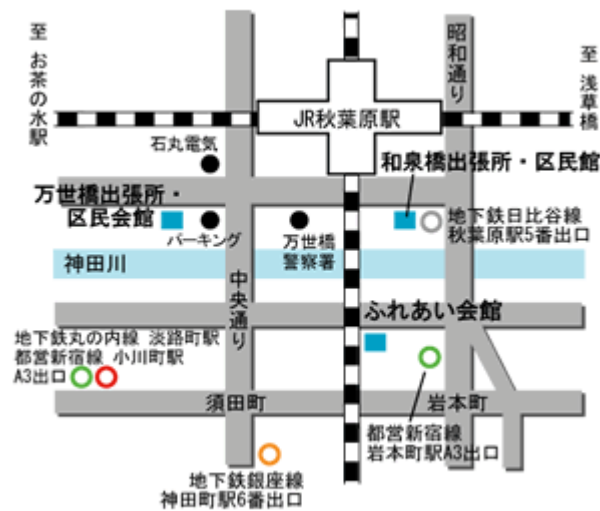 至 お茶の水駅
昭和通り
至 浅草橋
JR秋葉原駅
石丸電気
和泉橋出張所・区民館
万世橋出張所・
区民会館
パーキング
万世橋
警察署
地下鉄日比谷線
秋葉原駅5番出口
神田川
中央通り
ふれあい会館
地下鉄丸の内線 淡路町駅
都営新宿線 小川町駅
A3出口
須田町
岩本町
都営新宿線
岩本町駅A3出口
地下鉄銀座線
神田町駅6番出口